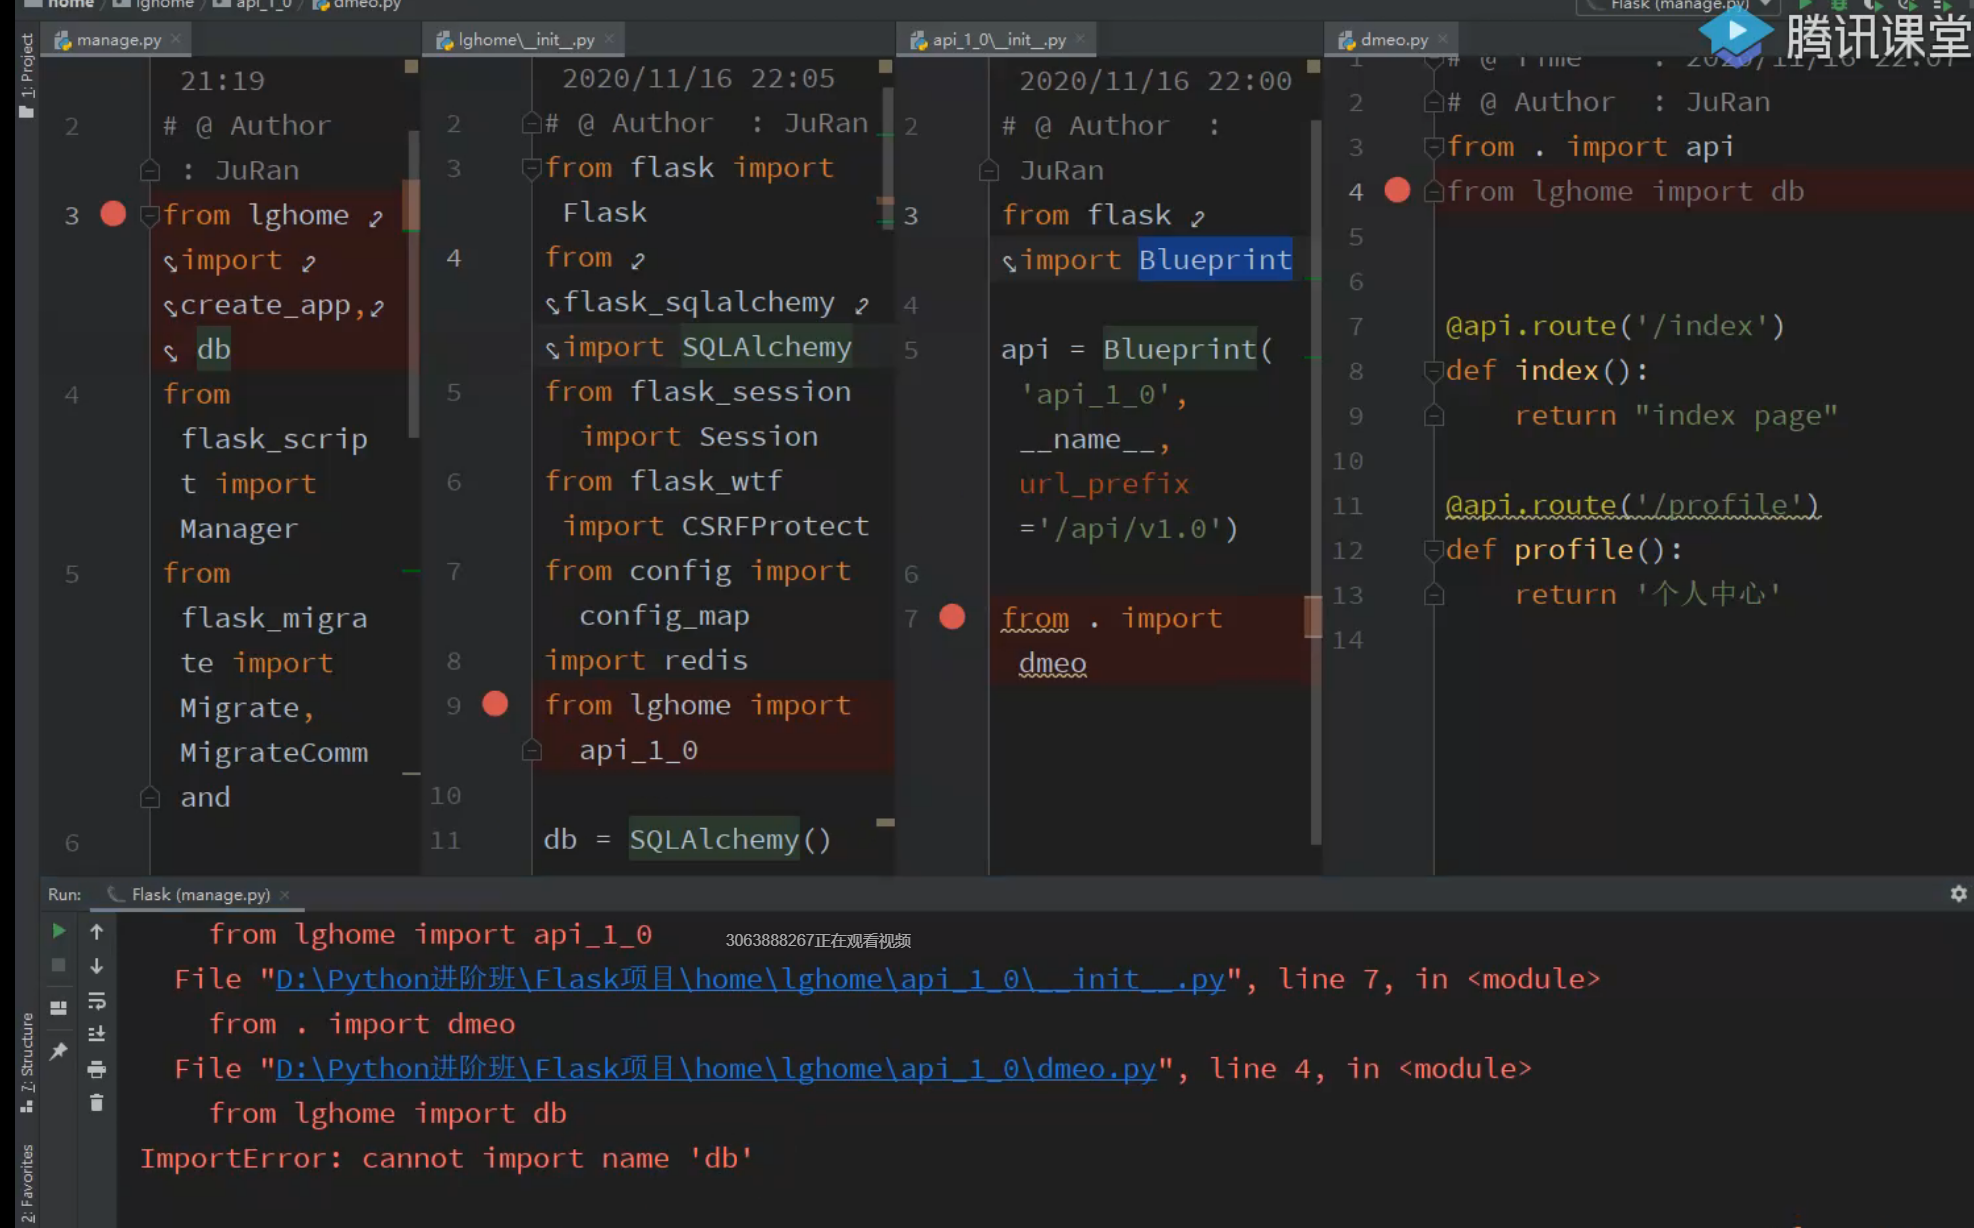 home lghome api_1_0 dmeo.py
Flask (manage.py)
腾讯课堂
1: Project
manage.py
21:19
2 # @ Author
: JuRan
3 from lghome
import
create_app,
db
4 from
flask_scrip
t import
Manager
5 from
flask_migra
te import
Migrate,
MigrateComm
and
6
lghome\__init__.py
2020/11/16 22:05
2 # @ Author : JuRan
3 from flask import
Flask
4 from
flask_sqlalchemy
import SQLAlchemy
5 from flask_session
import Session
6 from flask_wtf
import CSRFProtect
7 from config import
config_map
8 import redis
9 from lghome import
api_1_0
10
11 db = SQLAlchemy()
api_1_0\__init__.py
2020/11/16 22:00
2 # @ Author :
JuRan
3 from flask
import Blueprint
4
5 api = Blueprint(
'api_1_0',
__name__,
url_prefix
='/api/v1.0')
6
7 from . import
dmeo
dmeo.py
1 # @ Time : 2020/11/16 22:07
2 # @ Author : JuRan
3 from . import api
4 from lghome import db
5
6
7 @api.route('/index')
8 def index():
9 return "index page"
10
11 @api.route('/profile')
12 def profile():
13 return '个人中心'
14
Run: Flask (manage.py)
from lghome import api_1_0
3063888267正在观看视频
File "D:\Python进阶班\Flask项目\home\lghome\api_1_0\__init__.py", line 7, in <module>
from . import dmeo
File "D:\Python进阶班\Flask项目\home\lghome\api_1_0\dmeo.py", line 4, in <module>
from lghome import db
ImportError: cannot import name 'db'
7: Structure
2: Favorites